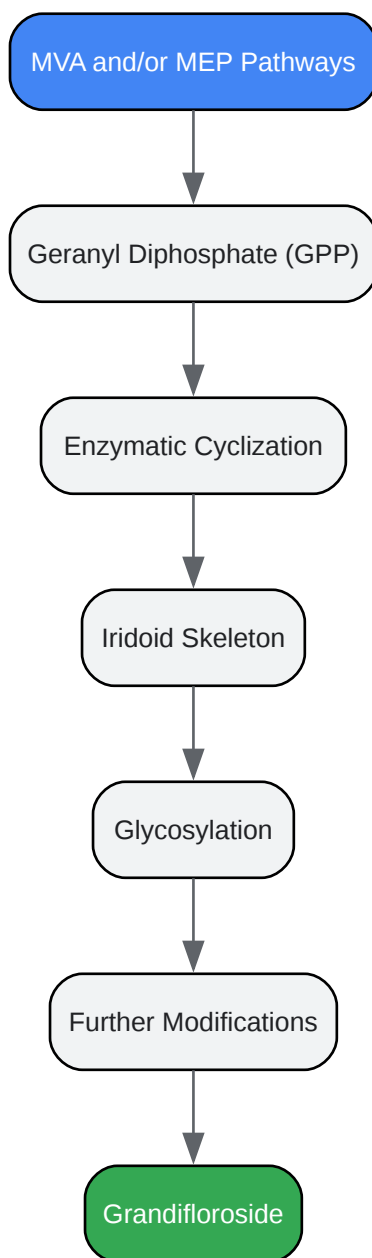 MVA and/or MEP Pathways
Geranyl Diphosphate (GPP)
Enzymatic Cyclization
Iridoid Skeleton
Glycosylation
Further Modifications
Grandifloroside